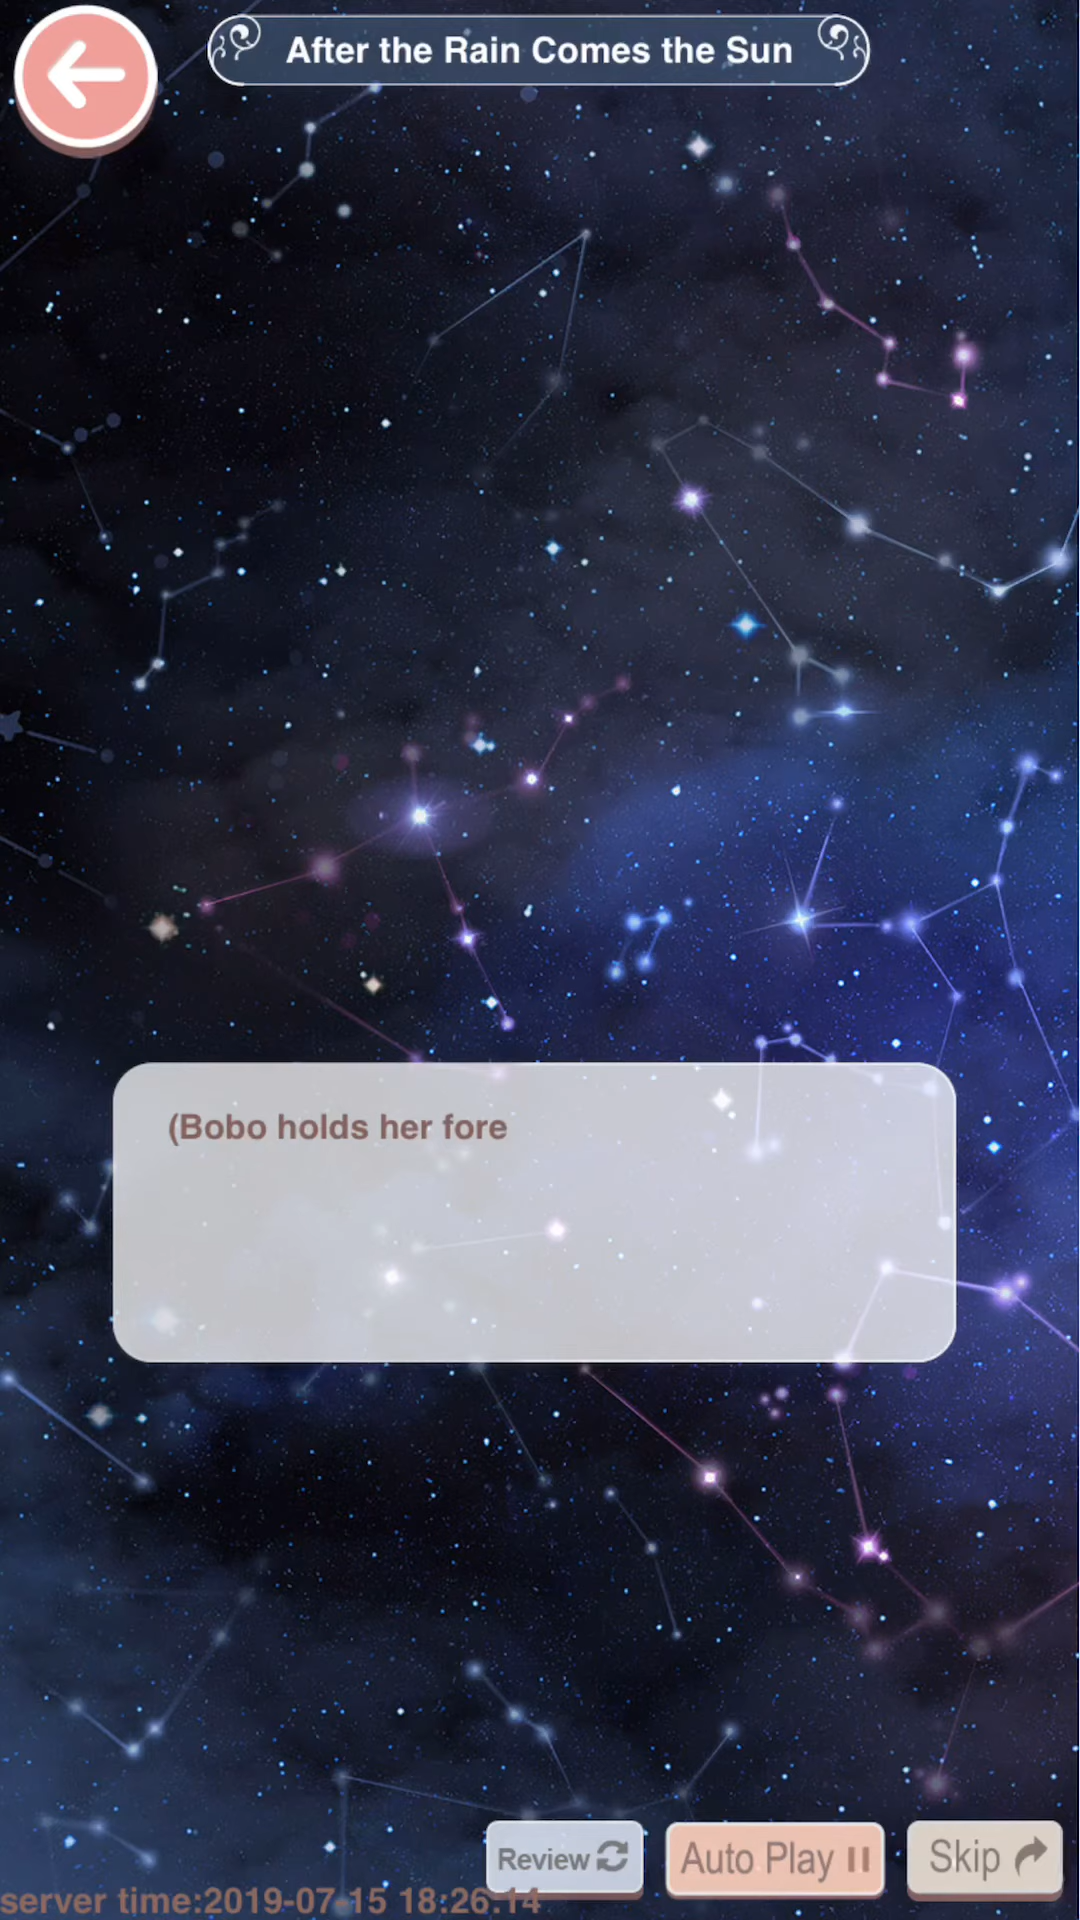 After the Rain Comes the Sun
(Bobo holds her fore
Review
Auto Play
Skip
server time:2019-07-15 18:26:14